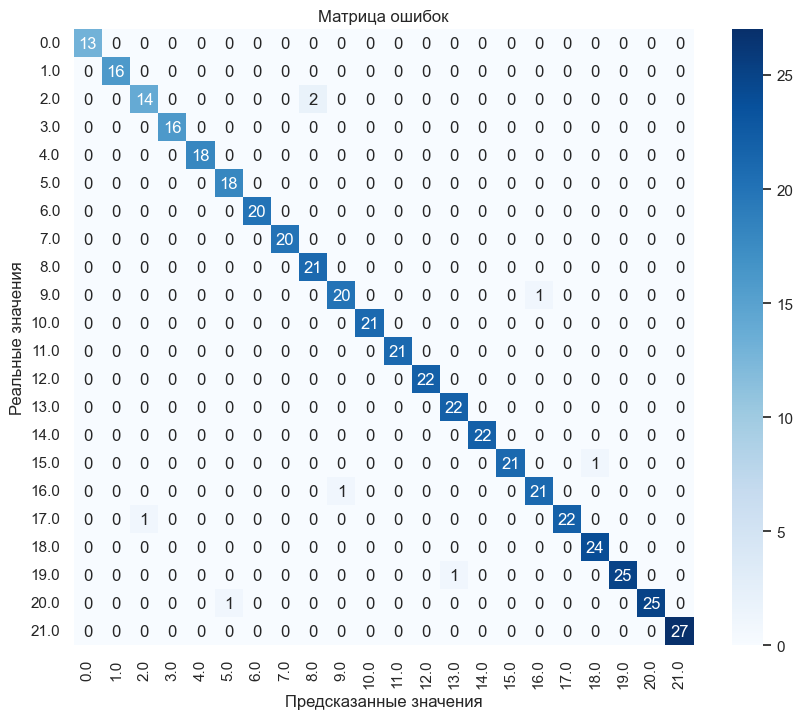 Матрица ошибок
0.0 13 0 0 0 0 0 0 0 0 0 0 0 0 0 0 0 0 0 0 0 0 0
1.0 0 16 0 0 0 0 0 0 0 0 0 0 0 0 0 0 0 0 0 0 0 0
2.0 0 0 14 0 0 0 0 0 2 0 0 0 0 0 0 0 0 0 0 0 0 0
3.0 0 0 0 16 0 0 0 0 0 0 0 0 0 0 0 0 0 0 0 0 0 0
4.0 0 0 0 0 18 0 0 0 0 0 0 0 0 0 0 0 0 0 0 0 0 0
5.0 0 0 0 0 0 18 0 0 0 0 0 0 0 0 0 0 0 0 0 0 0 0
6.0 0 0 0 0 0 0 20 0 0 0 0 0 0 0 0 0 0 0 0 0 0 0
7.0 0 0 0 0 0 0 0 20 0 0 0 0 0 0 0 0 0 0 0 0 0 0
8.0 0 0 0 0 0 0 0 0 21 0 0 0 0 0 0 0 0 0 0 0 0 0
9.0 0 0 0 0 0 0 0 0 0 20 0 0 0 0 0 0 1 0 0 0 0 0
10.0 0 0 0 0 0 0 0 0 0 0 21 0 0 0 0 0 0 0 0 0 0 0
11.0 0 0 0 0 0 0 0 0 0 0 0 21 0 0 0 0 0 0 0 0 0 0
12.0 0 0 0 0 0 0 0 0 0 0 0 0 22 0 0 0 0 0 0 0 0 0
13.0 0 0 0 0 0 0 0 0 0 0 0 0 0 22 0 0 0 0 0 0 0 0
14.0 0 0 0 0 0 0 0 0 0 0 0 0 0 0 22 0 0 0 0 0 0 0
15.0 0 0 0 0 0 0 0 0 0 0 0 0 0 0 0 21 0 0 1 0 0 0
16.0 0 0 0 0 0 0 0 0 0 1 0 0 0 0 0 0 21 0 0 0 0 0
17.0 0 0 1 0 0 0 0 0 0 0 0 0 0 0 0 0 0 22 0 0 0 0
18.0 0 0 0 0 0 0 0 0 0 0 0 0 0 0 0 0 0 0 24 0 0 0
19.0 0 0 0 0 0 0 0 0 0 0 0 0 0 1 0 0 0 0 0 25 0 0
20.0 0 0 0 0 0 1 0 0 0 0 0 0 0 0 0 0 0 0 0 0 25 0
21.0 0 0 0 0 0 0 0 0 0 0 0 0 0 0 0 0 0 0 0 0 0 27
0.0 1.0 2.0 3.0 4.0 5.0 6.0 7.0 8.0 9.0 10.0 11.0 12.0 13.0 14.0 15.0 16.0 17.0 18.0 19.0 20.0 21.0
Предсказанные значения
Реальные значения
25
20
15
10
5
0